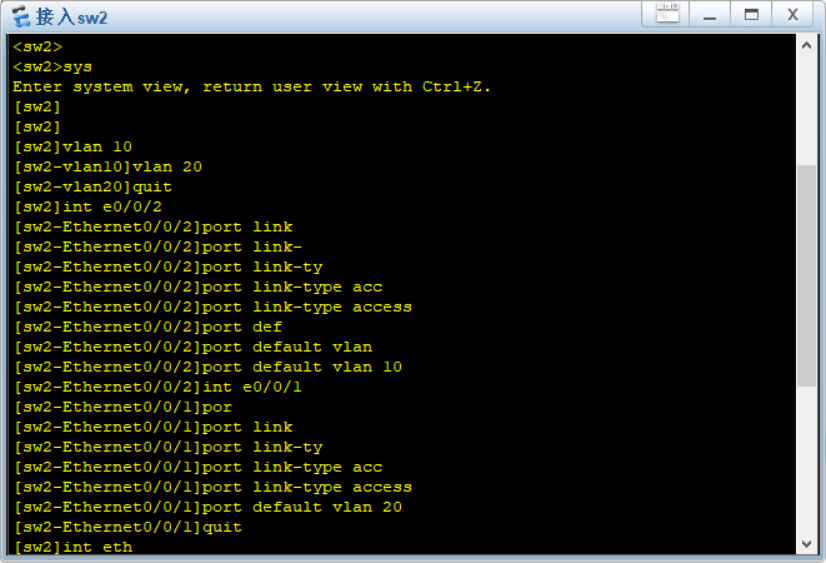 接入sw2
<sw2>
<sw2>sys
Enter system view, return user view with Ctrl+Z.
[sw2]
[sw2]
[sw2]vlan 10
[sw2-vlan10]vlan 20
[sw2-vlan20]quit
[sw2]int e0/0/2
[sw2-Ethernet0/0/2]port link
[sw2-Ethernet0/0/2]port link-
[sw2-Ethernet0/0/2]port link-ty
[sw2-Ethernet0/0/2]port link-type acc
[sw2-Ethernet0/0/2]port link-type access
[sw2-Ethernet0/0/2]port def
[sw2-Ethernet0/0/2]port default vlan
[sw2-Ethernet0/0/2]port default vlan 10
[sw2-Ethernet0/0/2]int e0/0/1
[sw2-Ethernet0/0/1]por
[sw2-Ethernet0/0/1]port link
[sw2-Ethernet0/0/1]port link-ty
[sw2-Ethernet0/0/1]port link-type acc
[sw2-Ethernet0/0/1]port link-type access
[sw2-Ethernet0/0/1]port default vlan 20
[sw2-Ethernet0/0/1]quit
[sw2]int eth